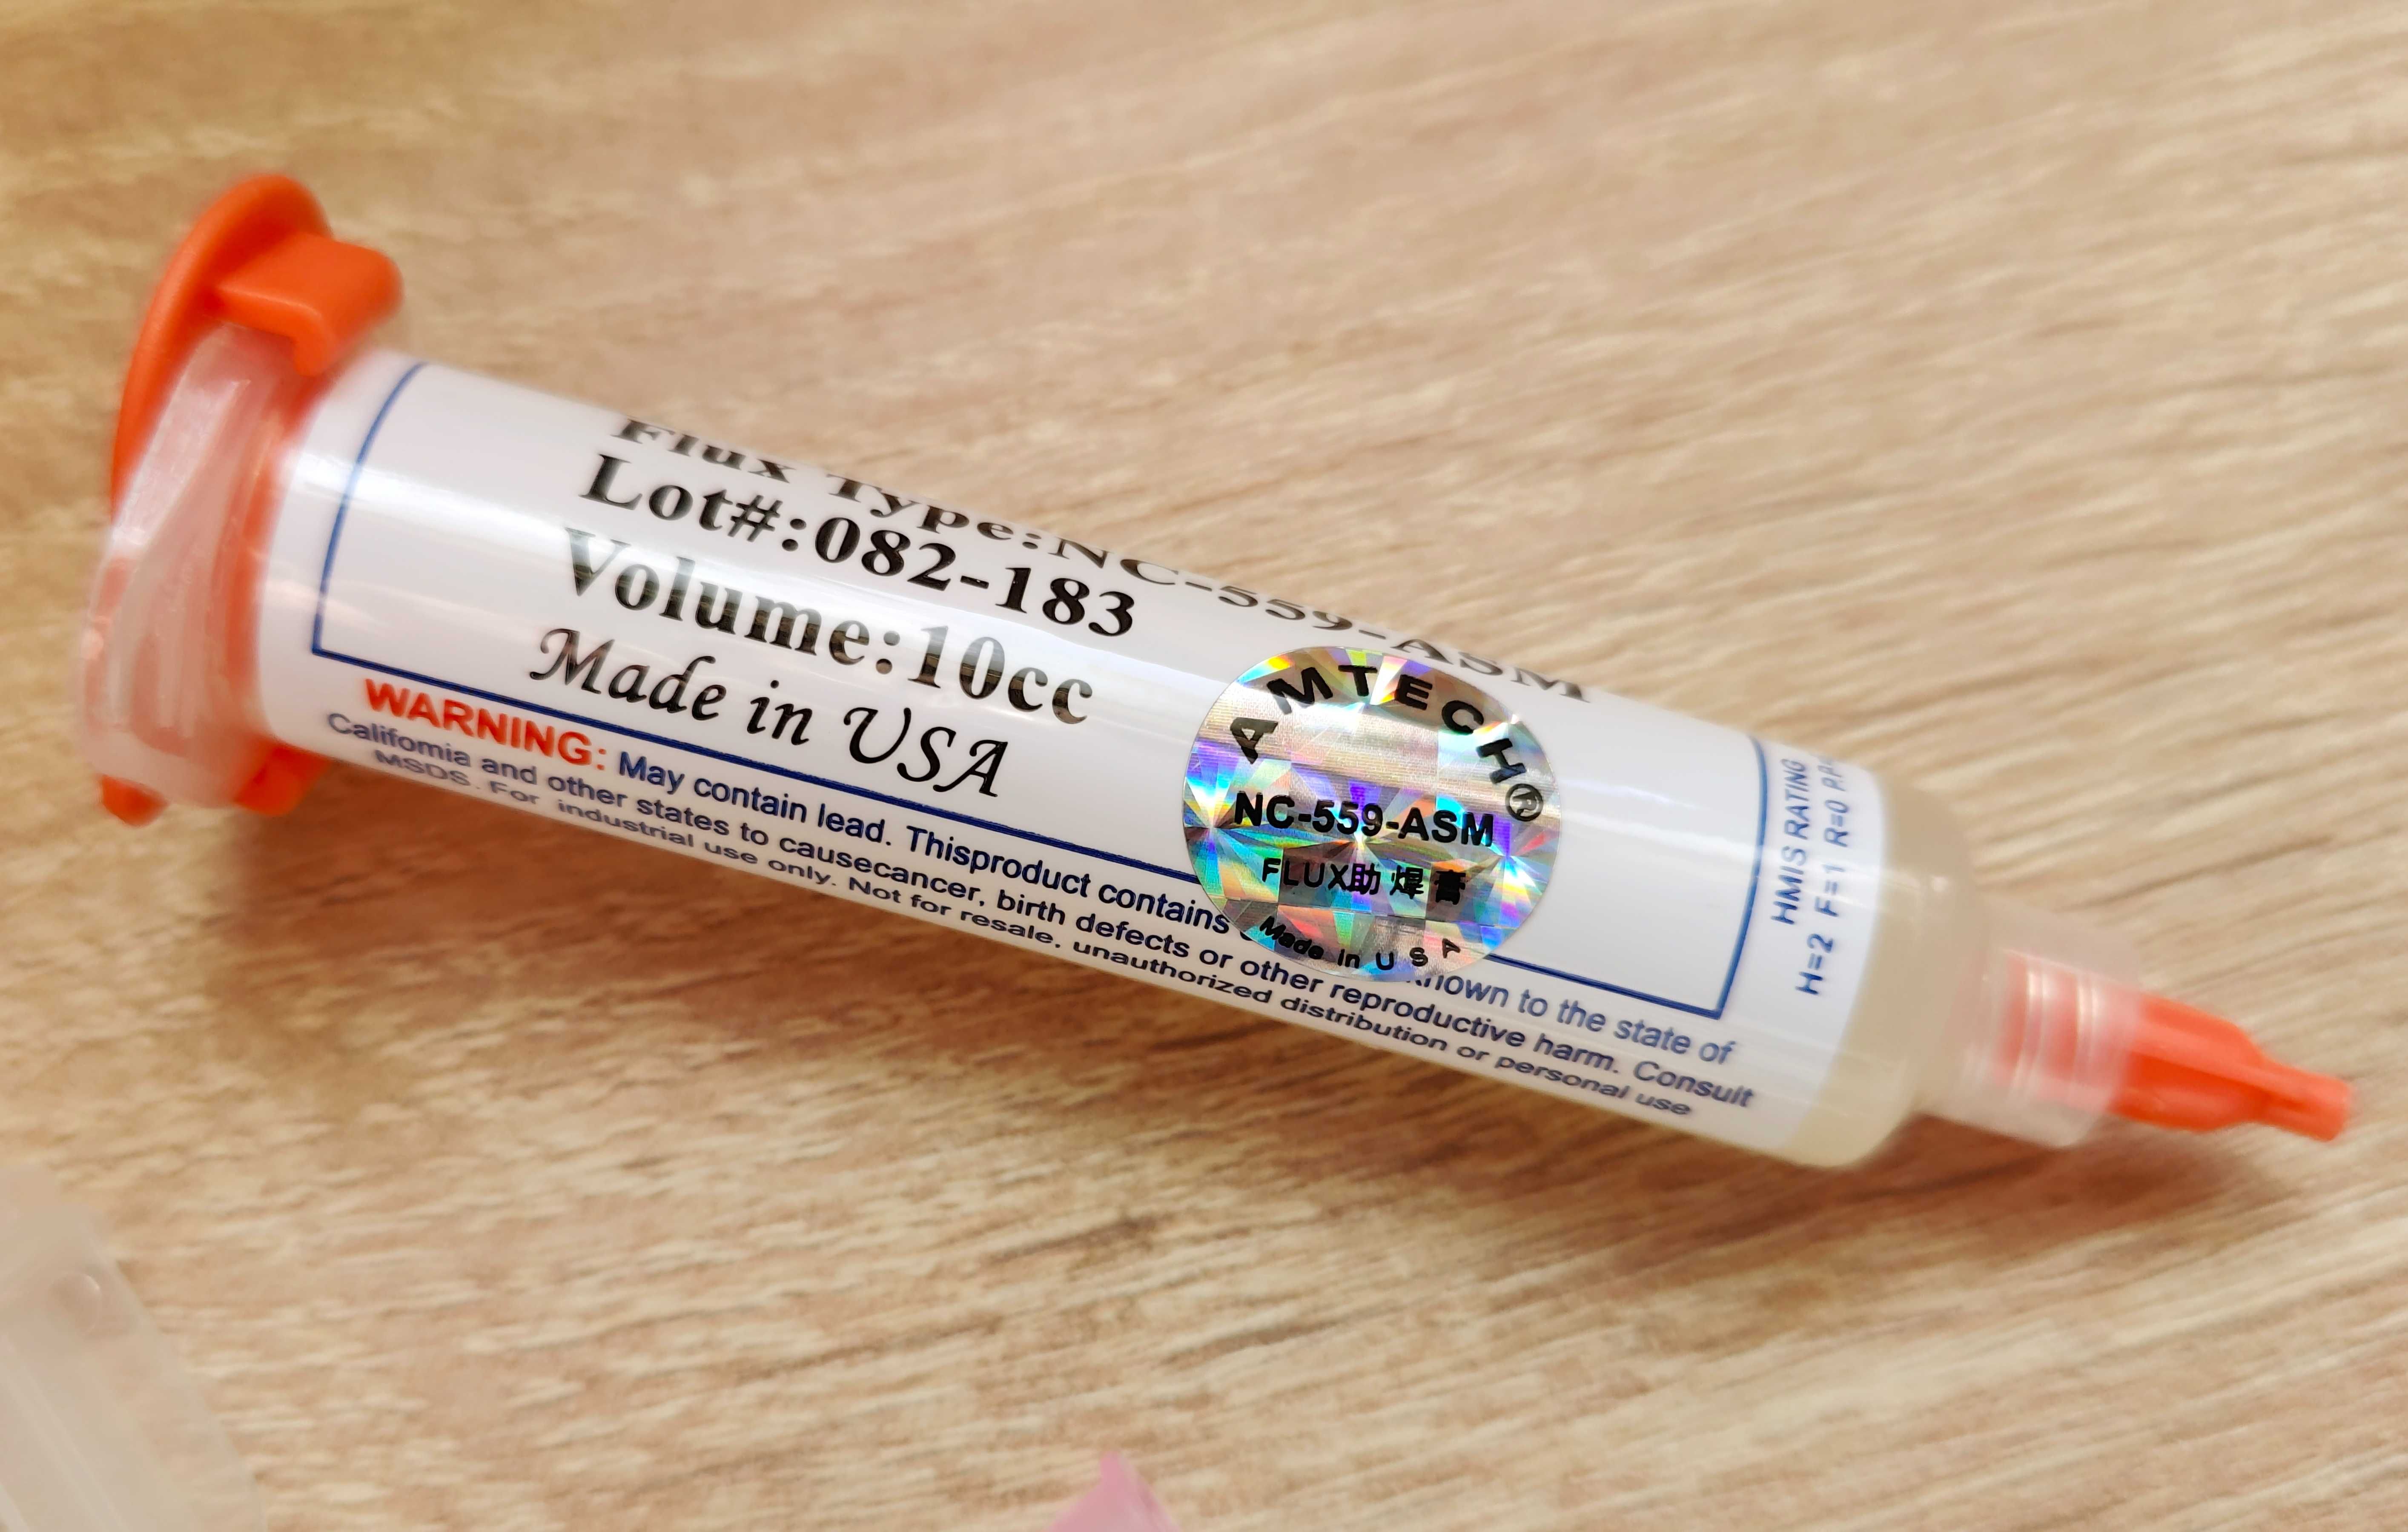 Flux Type:NC-559-ASM
Lot#:082-183
Volume:10cc
Made in USA
AMTECH®
NC-559-ASM
FLUX助焊膏
Made in USA
WARNING: May contain lead. Thisproduct contains known to the state of
California and other states to causecancer, birth defects or other reproductive harm. Consult
MSDS. For industrial use only. Not for resale, unauthorized distribution or personal use
HMIS RATING
H=2 F=1 R=0